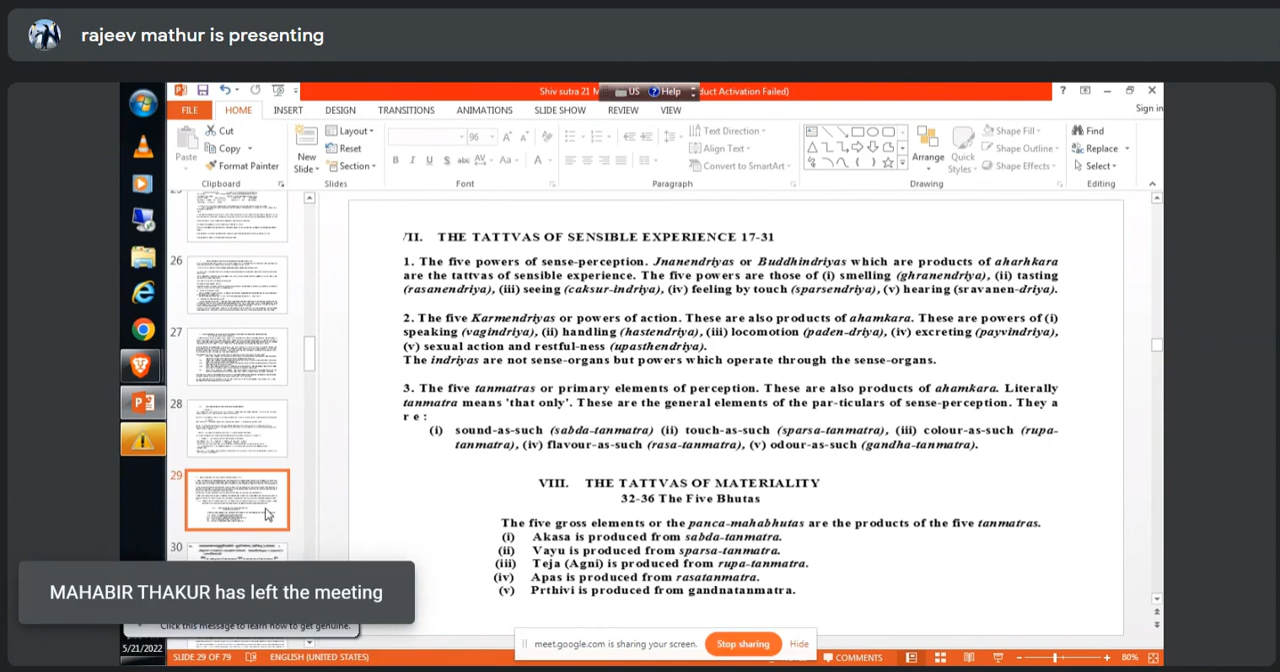 rajeev mathur is presenting
Shiv sutra 21 M
US
Help
duct Activation Failed)
Sign in
FILE
HOME
INSERT
DESIGN
TRANSITIONS
ANIMATIONS
SLIDE SHOW
REVIEW
VIEW
Paste
Cut
Copy
Format Painter
Clipboard
New
Slide
Layout
Reset
Section
Slides
96
Font
Text Direction
Align Text
Convert to SmartArt
Paragraph
Arrange
Quick
Styles
Shape Fill
Shape Outline
Shape Effects
Drawing
Find
Replace
Select
Editing
26
27
28
29
30
/II. THE TATTVAS OF SENSIBLE EXPERIENCE 17-31
1. The five powers of sense-perception. Jnanendriyas or Buddhindriyas which are products of aharhkara
are the tattvas of sensible experience. The five powers are those of (i) smelling (ghranendriya), (ii) tasting
(rasanendriya), (iii) seeing (caksur-indriya), (iv) feeling by touch (sparsendriya), (v) hearing (sravanen-driya).
2. The five Karmendriyas or powers of action. These are also products of ahamkara. These are powers of (i)
speaking (vagindriya), (ii) handling (hastendriya), (iii) locomotion (paden-driya), (iv) excreting (payvindriya),
(v) sexual action and restful-ness (upasthendriya).
The indriyas are not sense-organs but powers which operate through the sense-organs.
3. The five tanmatras or primary elements of perception. These are also products of ahamkara. Literally
tanmatra means 'that only'. These are the general elements of the par-ticulars of sense-perception. They a
r e :
(i) sound-as-such (sabda-tanmatra) (ii) touch-as-such (sparsa-tanmatra), (iii) colour-as-such (rupa-
tanmatra), (iv) flavour-as-such (rasa-tanmatra), (v) odour-as-such (gandha-tanmatra).
VIII. THE TATTVAS OF MATERIALITY
32-36 The Five Bhutas
The five gross elements or the panca-mahabhutas are the products of the five tanmatras.
(i) Akasa is produced from sabda-tanmatra.
(ii) Vayu is produced from sparsa-tanmatra.
(iii) Teja (Agni) is produced from rupa-tanmatra.
(iv) Apas is produced from rasatanmatra.
(v) Prthivi is produced from gandnatanmatra.
MAHABIR THAKUR has left the meeting
Click this message to learn how to get genuine.
meet.google.com is sharing your screen.
Stop sharing
Hide
5/21/2022
SLIDE 29 OF 79
ENGLISH (UNITED STATES)
COMMENTS
80%